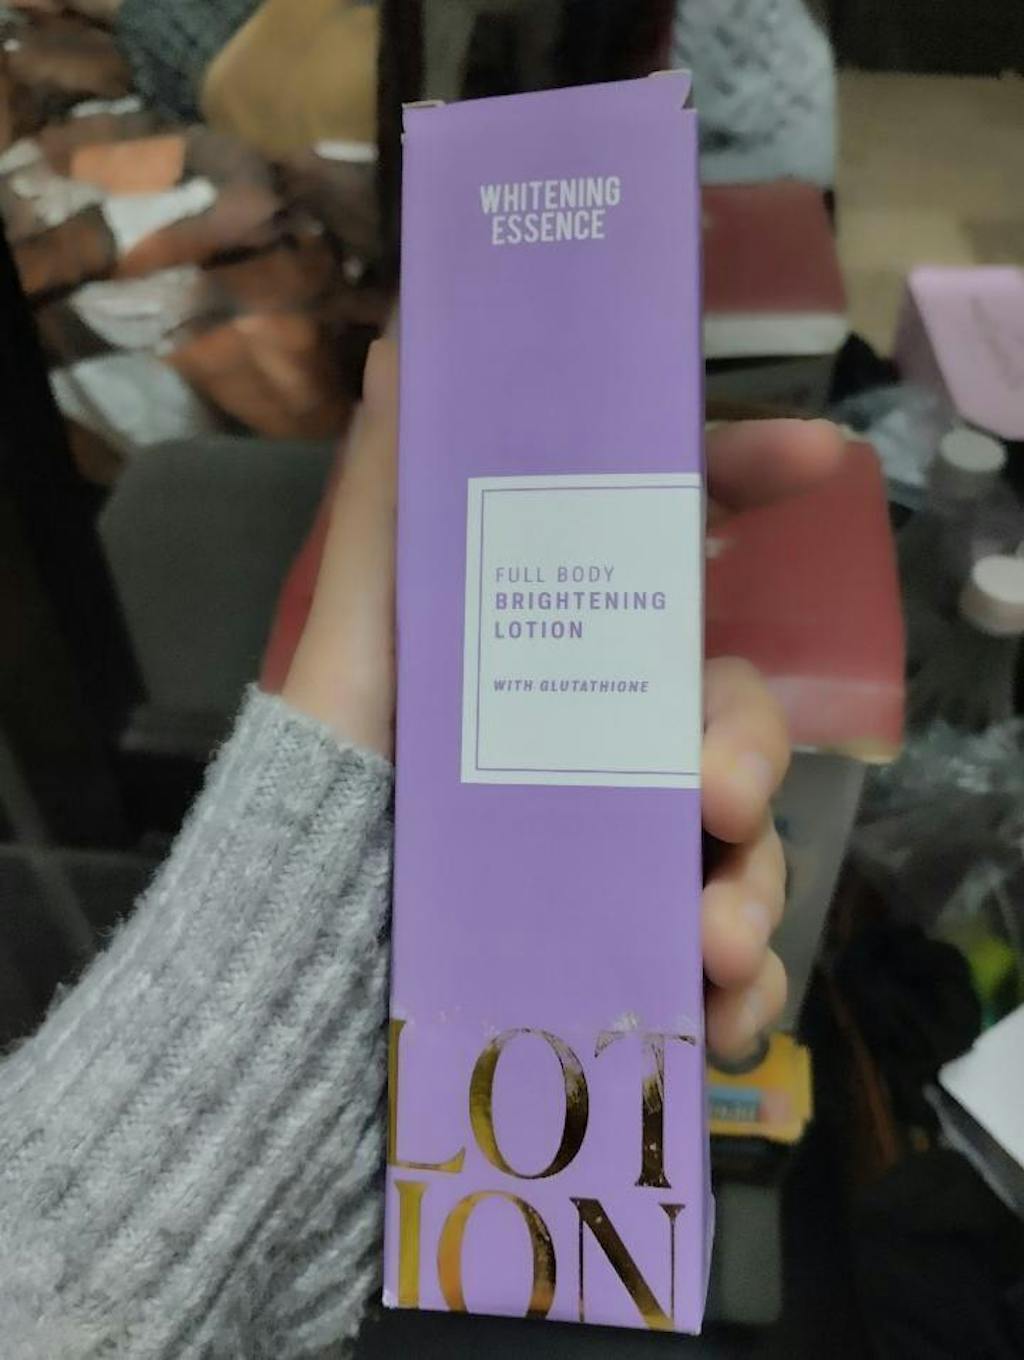 WHITENING
ESSENCE
FULL BODY
BRIGHTENING
LOTION
WITH GLUTATHIONE
LOT
ION